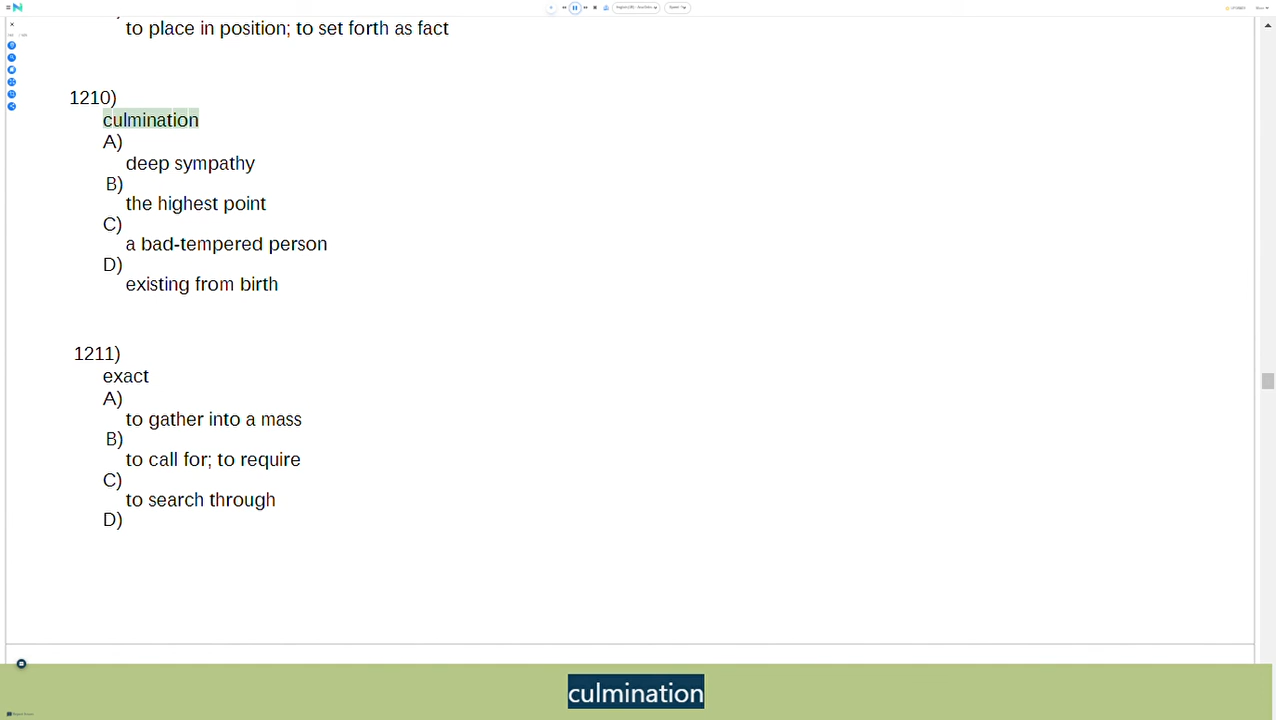 to place in position; to set forth as fact
1210)
culmination
A)
deep sympathy
B)
the highest point
C)
a bad-tempered person
D)
existing from birth
1211)
exact
A)
to gather into a mass
B)
to call for; to require
C)
to search through
D)
culmination